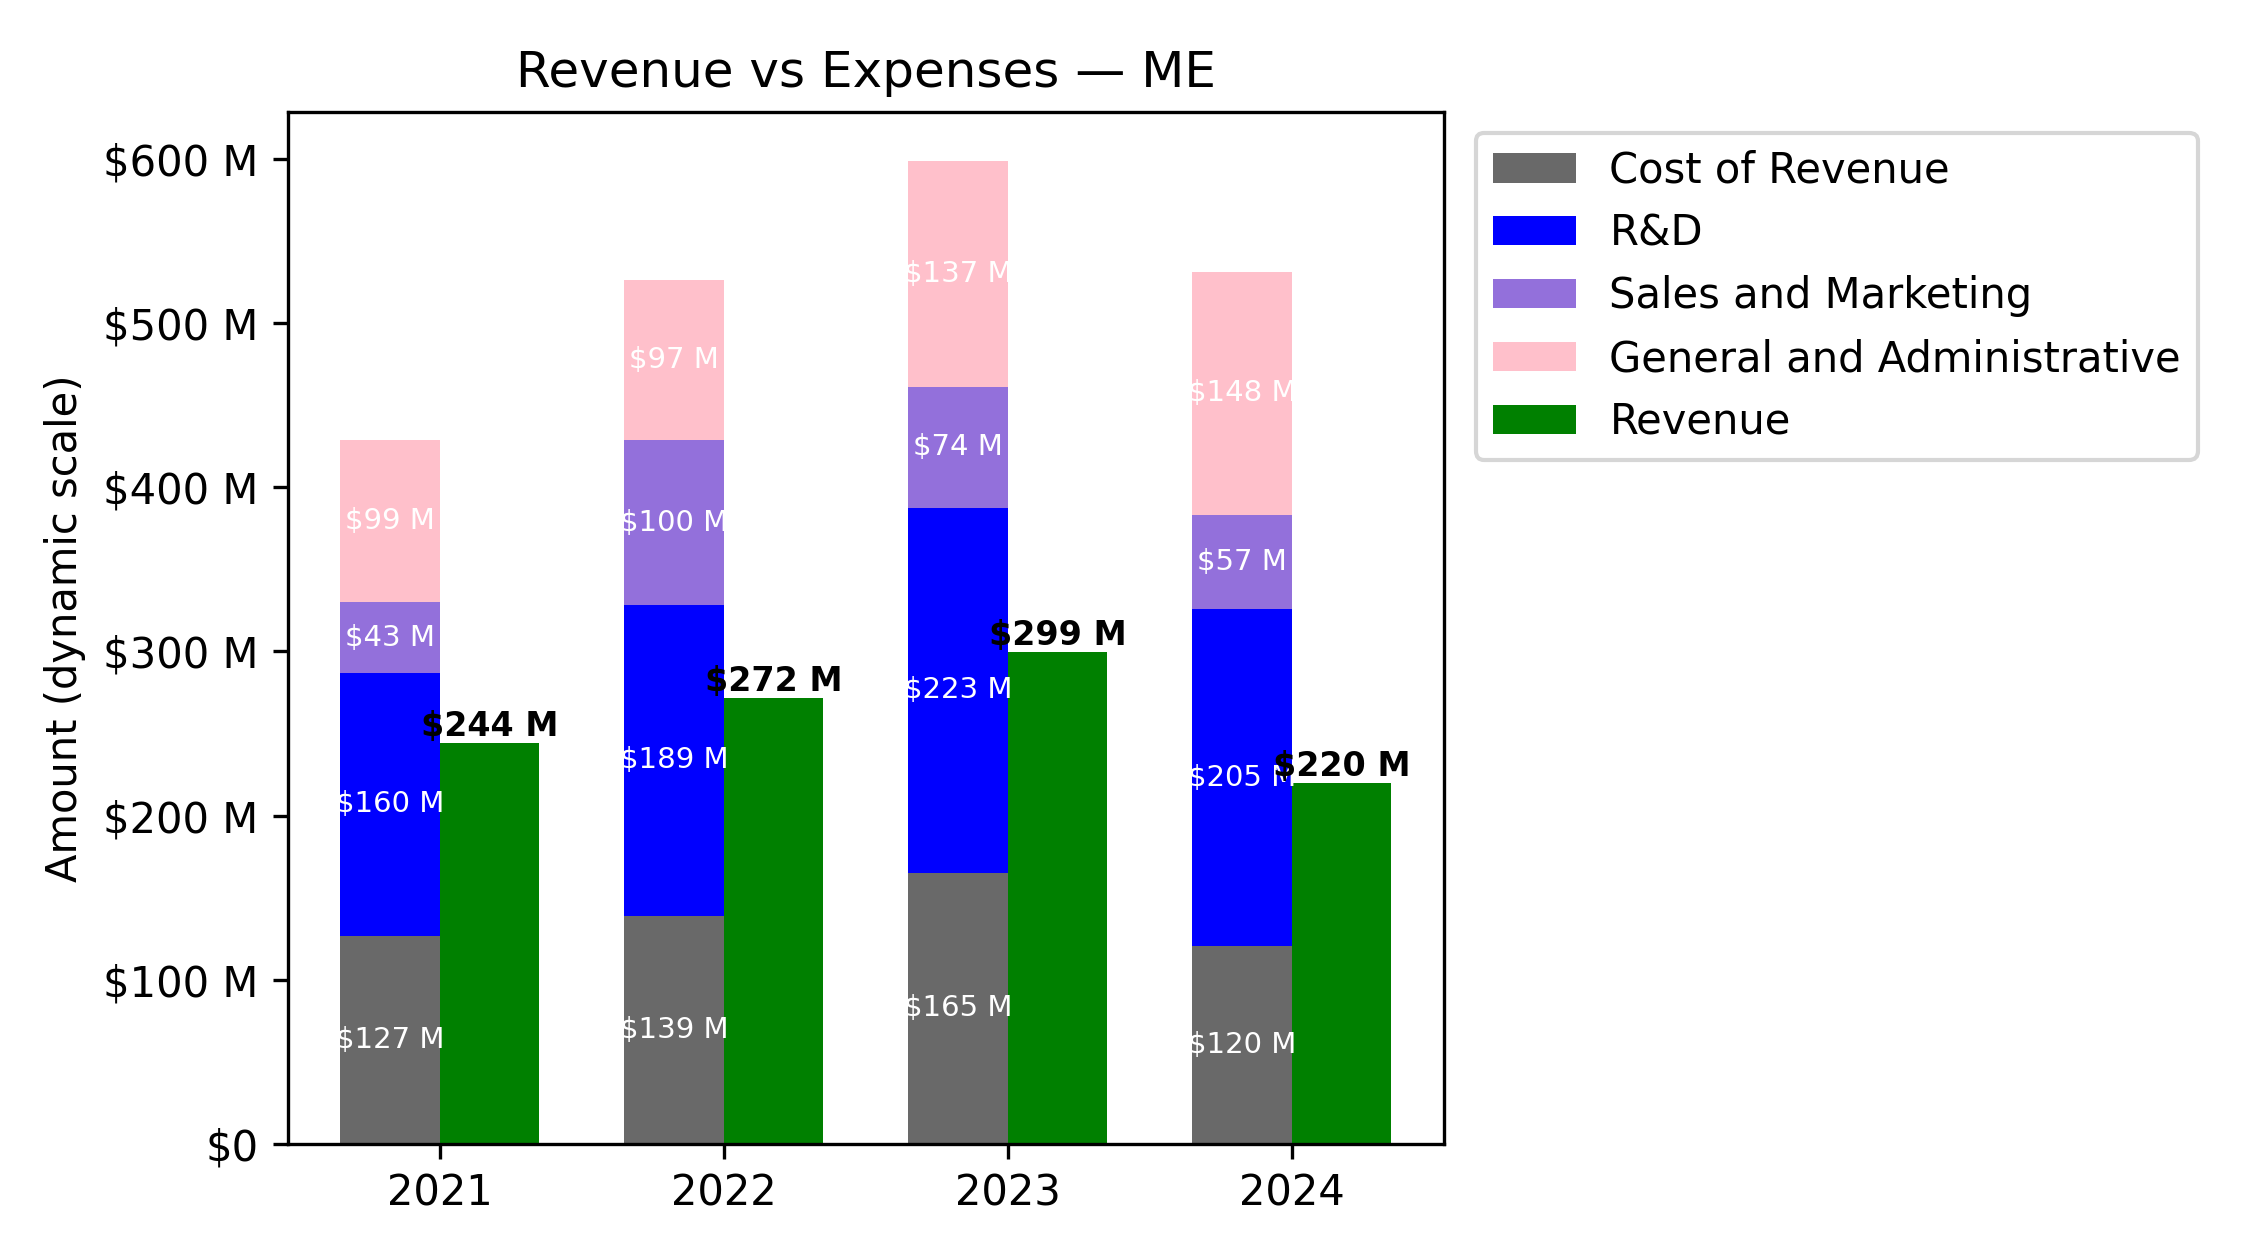 Revenue vs Expenses — ME
Amount (dynamic scale)
$600 M
$500 M
$400 M
$300 M
$200 M
$100 M
$0
$99 M
$43 M
$160 M
$127 M
$244 M
$97 M
$100 M
$189 M
$139 M
$272 M
$137 M
$74 M
$223 M
$165 M
$299 M
$148 M
$57 M
$205 M
$120 M
$220 M
2021
2022
2023
2024
Cost of Revenue
R&D
Sales and Marketing
General and Administrative
Revenue